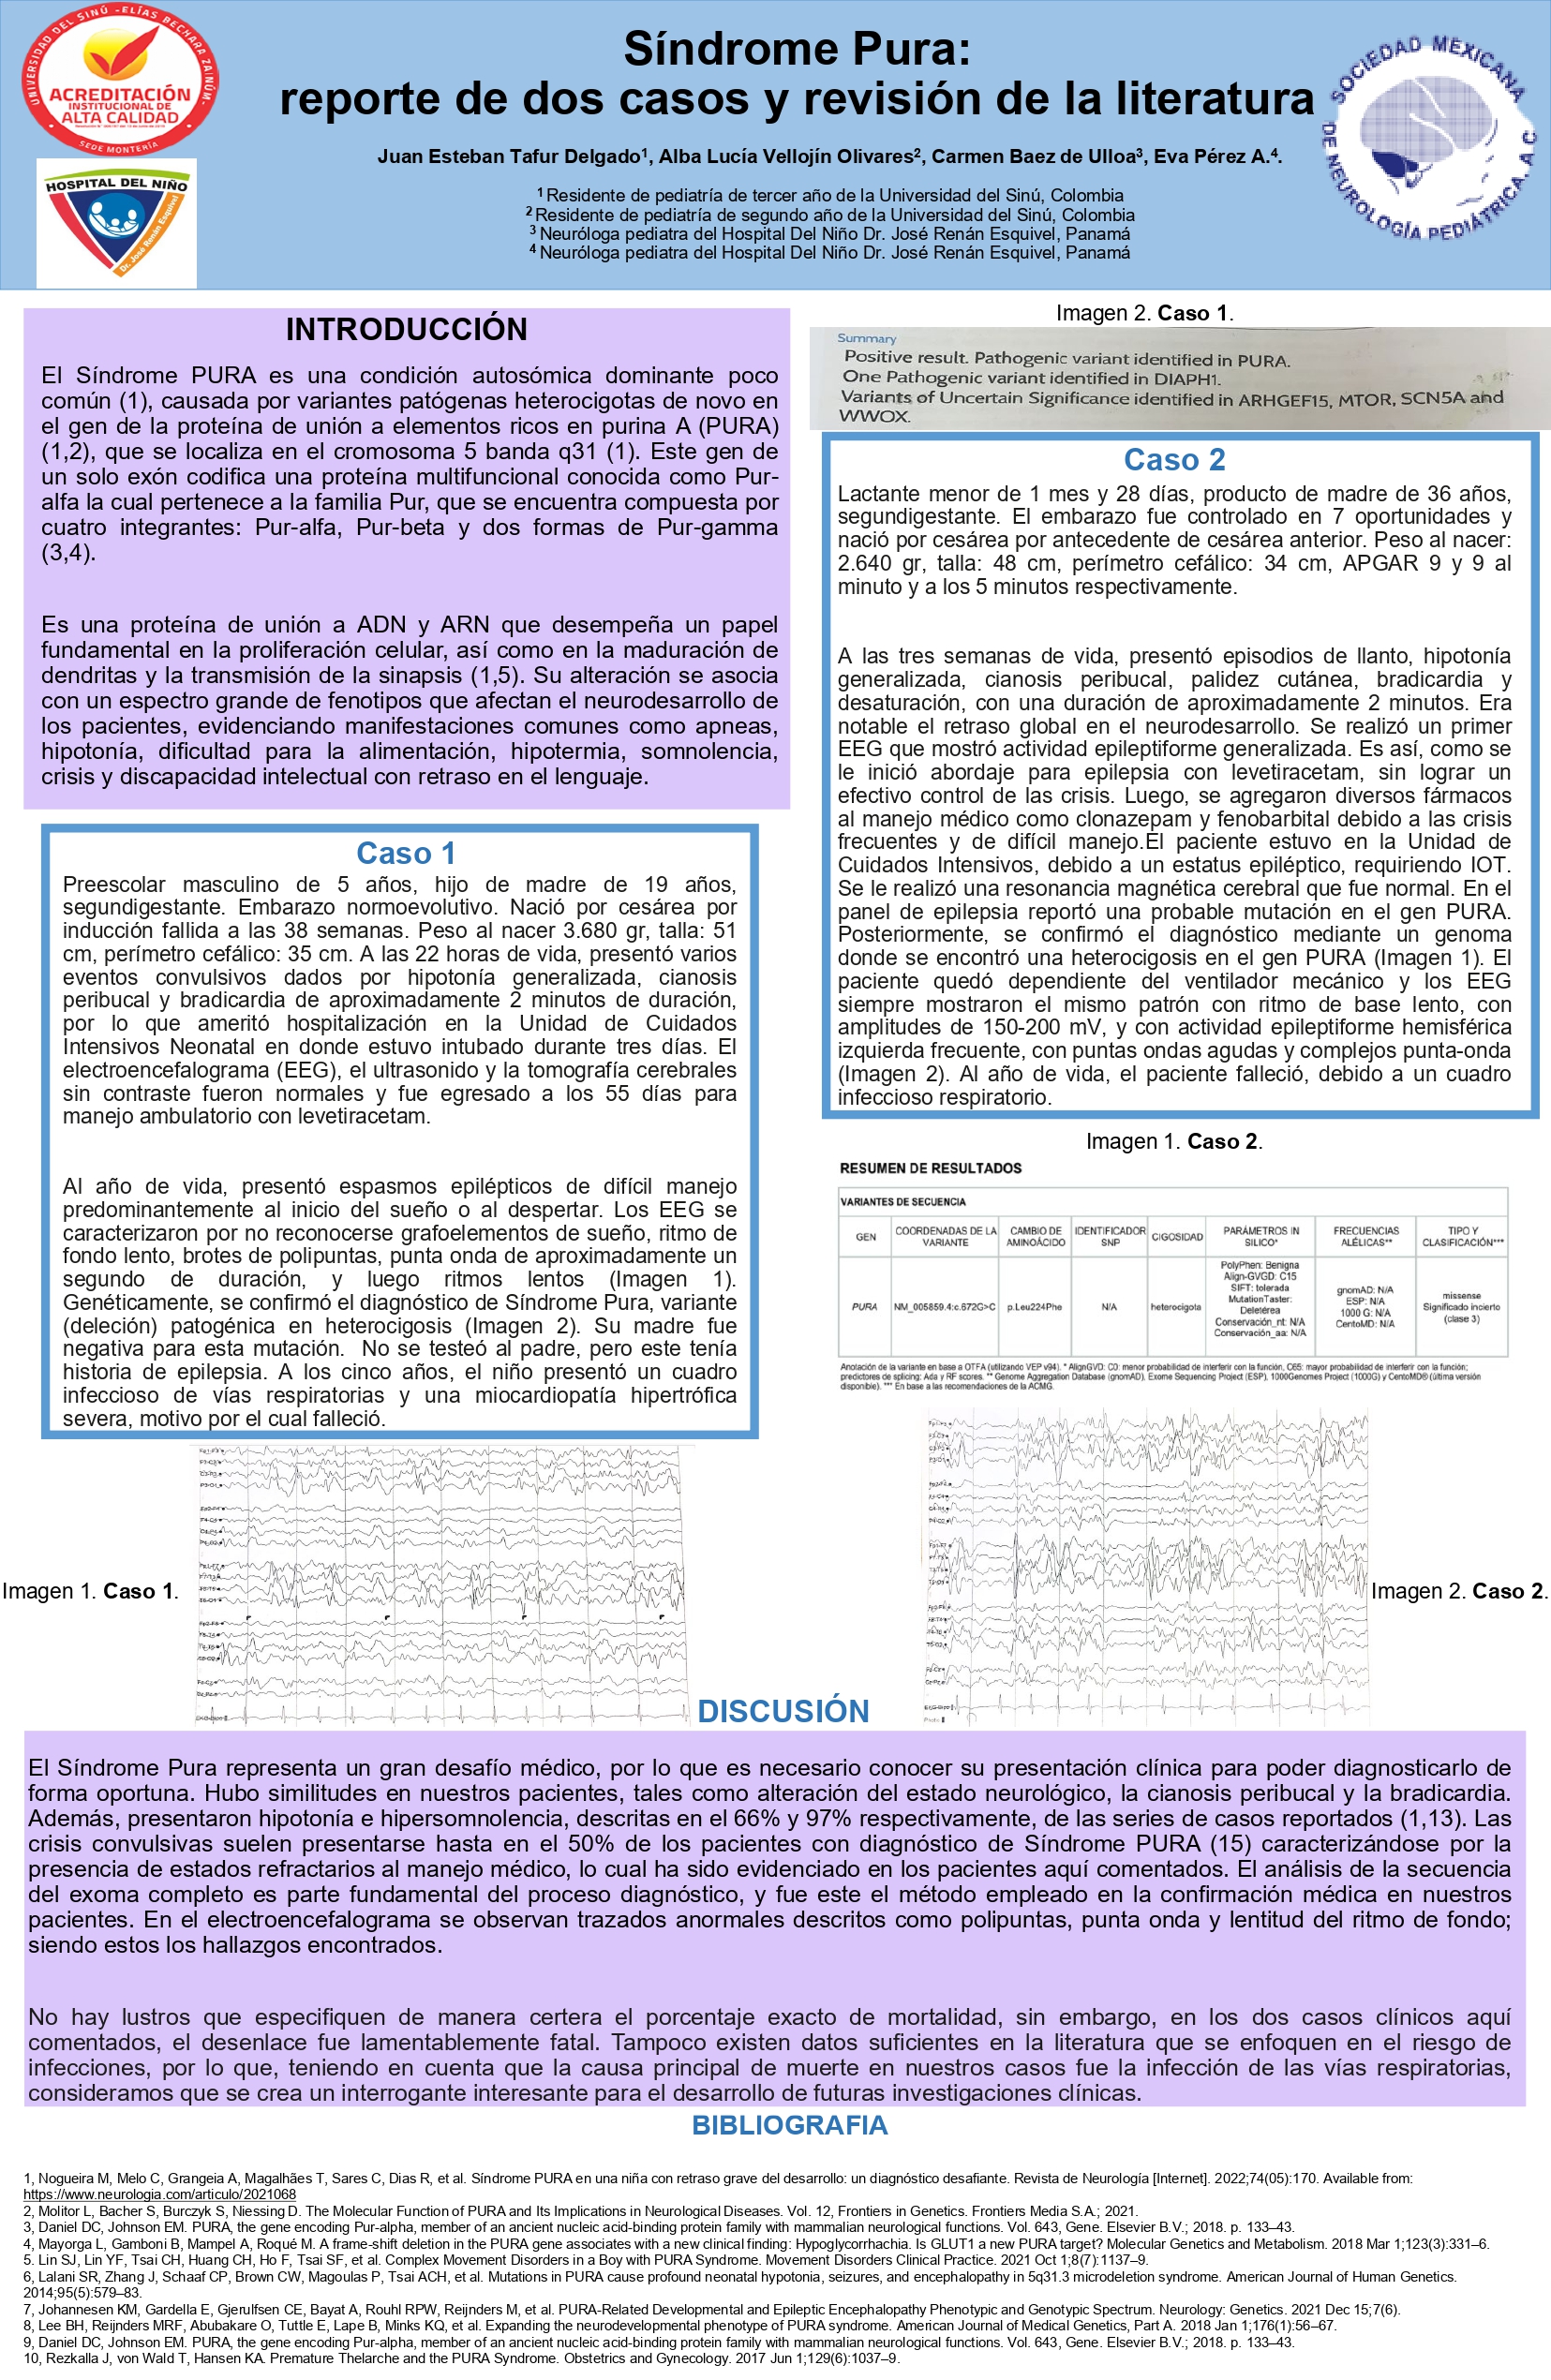 UNIVERSIDAD DEL SINÚ -ELÍAS BECHARA ZAINÚM-
ACREDITACIÓN
INSTITUCIONAL DE
ALTA CALIDAD
SEDE MONTERÍA
HOSPITAL DEL NIÑO
Dr. José Renán Esquivel
Síndrome Pura:
reporte de dos casos y revisión de la literatura
Juan Esteban Tafur Delgado1, Alba Lucía Vellojín Olivares2, Carmen Baez de Ulloa3, Eva Pérez A.4.
1 Residente de pediatría de tercer año de la Universidad del Sinú, Colombia
2 Residente de pediatría de segundo año de la Universidad del Sinú, Colombia
3 Neuróloga pediatra del Hospital Del Niño Dr. José Renán Esquivel, Panamá
4 Neuróloga pediatra del Hospital Del Niño Dr. José Renán Esquivel, Panamá
SOCIEDAD MEXICANA
DE NEUROLOGÍA PEDIÁTRICA, A C
INTRODUCCIÓN
El Síndrome PURA es una condición autosómica dominante poco
común (1), causada por variantes patógenas heterocigotas de novo en
el gen de la proteína de unión a elementos ricos en purina A (PURA)
(1,2), que se localiza en el cromosoma 5 banda q31 (1). Este gen de
un solo exón codifica una proteína multifuncional conocida como Pur-
alfa la cual pertenece a la familia Pur, que se encuentra compuesta por
cuatro integrantes: Pur-alfa, Pur-beta y dos formas de Pur-gamma
(3,4).
Es una proteína de unión a ADN y ARN que desempeña un papel
fundamental en la proliferación celular, así como en la maduración de
dendritas y la transmisión de la sinapsis (1,5). Su alteración se asocia
con un espectro grande de fenotipos que afectan el neurodesarrollo de
los pacientes, evidenciando manifestaciones comunes como apneas,
hipotonía, dificultad para la alimentación, hipotermia, somnolencia,
crisis y discapacidad intelectual con retraso en el lenguaje.
Caso 1
Preescolar masculino de 5 años, hijo de madre de 19 años,
segundigestante. Embarazo normoevolutivo. Nació por cesárea por
inducción fallida a las 38 semanas. Peso al nacer 3.680 gr, talla: 51
cm, perímetro cefálico: 35 cm. A las 22 horas de vida, presentó varios
eventos convulsivos dados por hipotonía generalizada, cianosis
peribucal y bradicardia de aproximadamente 2 minutos de duración,
por lo que ameritó hospitalización en la Unidad de Cuidados
Intensivos Neonatal en donde estuvo intubado durante tres días. El
electroencefalograma (EEG), el ultrasonido y la tomografía cerebrales
sin contraste fueron normales y fue egresado a los 55 días para
manejo ambulatorio con levetiracetam.
Al año de vida, presentó espasmos epilépticos de difícil manejo
predominantemente al inicio del sueño o al despertar. Los EEG se
caracterizaron por no reconocerse grafoelementos de sueño, ritmo de
fondo lento, brotes de polipuntas, punta onda de aproximadamente un
segundo de duración, y luego ritmos lentos (Imagen 1).
Genéticamente, se confirmó el diagnóstico de Síndrome Pura, variante
(deleción) patogénica en heterocigosis (Imagen 2). Su madre fue
negativa para esta mutación. No se testeó al padre, pero este tenía
historia de epilepsia. A los cinco años, el niño presentó un cuadro
infeccioso de vías respiratorias y una miocardiopatía hipertrófica
severa, motivo por el cual falleció.
Imagen 1. Caso 1.
Imagen 2. Caso 1.
Summary
Positive result. Pathogenic variant identified in PURA.
One Pathogenic variant identified in DIAPH1.
Variants of Uncertain Significance identified in ARHGEF15, MTOR, SCN5A and
WWOX.
Caso 2
Lactante menor de 1 mes y 28 días, producto de madre de 36 años,
segundigestante. El embarazo fue controlado en 7 oportunidades y
nació por cesárea por antecedente de cesárea anterior. Peso al nacer:
2.640 gr, talla: 48 cm, perímetro cefálico: 34 cm, APGAR 9 y 9 al
minuto y a los 5 minutos respectivamente.
A las tres semanas de vida, presentó episodios de llanto, hipotonía
generalizada, cianosis peribucal, palidez cutánea, bradicardia y
desaturación, con una duración de aproximadamente 2 minutos. Era
notable el retraso global en el neurodesarrollo. Se realizó un primer
EEG que mostró actividad epileptiforme generalizada. Es así, como se
le inició abordaje para epilepsia con levetiracetam, sin lograr un
efectivo control de las crisis. Luego, se agregaron diversos fármacos
al manejo médico como clonazepam y fenobarbital debido a las crisis
frecuentes y de difícil manejo.El paciente estuvo en la Unidad de
Cuidados Intensivos, debido a un estatus epiléptico, requiriendo IOT.
Se le realizó una resonancia magnética cerebral que fue normal. En el
panel de epilepsia reportó una probable mutación en el gen PURA.
Posteriormente, se confirmó el diagnóstico mediante un genoma
donde se encontró una heterocigosis en el gen PURA (Imagen 1). El
paciente quedó dependiente del ventilador mecánico y los EEG
siempre mostraron el mismo patrón con ritmo de base lento, con
amplitudes de 150-200 mV, y con actividad epileptiforme hemisférica
izquierda frecuente, con puntas ondas agudas y complejos punta-onda
(Imagen 2). Al año de vida, el paciente falleció, debido a un cuadro
infeccioso respiratorio.
Imagen 1. Caso 2.
RESUMEN DE RESULTADOS
VARIANTES DE SECUENCIA
GEN COORDENADAS DE LA VARIANTE CAMBIO DE AMINOÁCIDO IDENTIFICADOR SNP CIGOSIDAD PARÁMETROS IN SILICO* FRECUENCIAS ALÉLICAS** TIPO Y CLASIFICACIÓN***
PURA NM_005859.4:c.672G>C p.Leu224Phe N/A heterocigota
PolyPhen: Benigna
Align-GVGD: C15
SIFT: tolerada
MutationTaster:
Deletérea
Conservación_nt: N/A
Conservación_aa: N/A
gnomAD: N/A
ESP: N/A
1000 G: N/A
CentoMD: N/A
missense
Significado incierto
(clase 3)
Anotación de la variante en base a OTFA (utilizando VEP v94). * AlignGVD: C0: menor probabilidad de interferir con la función, C65: mayor probabilidad de interferir con la función;
predictores de splicing: Ada y RF scores. ** Genome Aggregation Database (gnomAD), Exome Sequencing Project (ESP), 1000Genomes Project (1000G) y CentoMD® (última versión
disponible). *** En base a las recomendaciones de la ACMG.
Imagen 2. Caso 2.
DISCUSIÓN
El Síndrome Pura representa un gran desafío médico, por lo que es necesario conocer su presentación clínica para poder diagnosticarlo de
forma oportuna. Hubo similitudes en nuestros pacientes, tales como alteración del estado neurológico, la cianosis peribucal y la bradicardia.
Además, presentaron hipotonía e hipersomnolencia, descritas en el 66% y 97% respectivamente, de las series de casos reportados (1,13). Las
crisis convulsivas suelen presentarse hasta en el 50% de los pacientes con diagnóstico de Síndrome PURA (15) caracterizándose por la
presencia de estados refractarios al manejo médico, lo cual ha sido evidenciado en los pacientes aquí comentados. El análisis de la secuencia
del exoma completo es parte fundamental del proceso diagnóstico, y fue este el método empleado en la confirmación médica en nuestros
pacientes. En el electroencefalograma se observan trazados anormales descritos como polipuntas, punta onda y lentitud del ritmo de fondo;
siendo estos los hallazgos encontrados.
No hay lustros que especifiquen de manera certera el porcentaje exacto de mortalidad, sin embargo, en los dos casos clínicos aquí
comentados, el desenlace fue lamentablemente fatal. Tampoco existen datos suficientes en la literatura que se enfoquen en el riesgo de
infecciones, por lo que, teniendo en cuenta que la causa principal de muerte en nuestros casos fue la infección de las vías respiratorias,
consideramos que se crea un interrogante interesante para el desarrollo de futuras investigaciones clínicas.
BIBLIOGRAFIA
1, Nogueira M, Melo C, Grangeia A, Magalhães T, Sares C, Dias R, et al. Síndrome PURA en una niña con retraso grave del desarrollo: un diagnóstico desafiante. Revista de Neurología [Internet]. 2022;74(05):170. Available from:
https://www.neurologia.com/articulo/2021068
2, Molitor L, Bacher S, Burczyk S, Niessing D. The Molecular Function of PURA and Its Implications in Neurological Diseases. Vol. 12, Frontiers in Genetics. Frontiers Media S.A.; 2021.
3, Daniel DC, Johnson EM. PURA, the gene encoding Pur-alpha, member of an ancient nucleic acid-binding protein family with mammalian neurological functions. Vol. 643, Gene. Elsevier B.V.; 2018. p. 133–43.
4, Mayorga L, Gamboni B, Mampel A, Roqué M. A frame-shift deletion in the PURA gene associates with a new clinical finding: Hypoglycorrhachia. Is GLUT1 a new PURA target? Molecular Genetics and Metabolism. 2018 Mar 1;123(3):331–6.
5. Lin SJ, Lin YF, Tsai CH, Huang CH, Ho F, Tsai SF, et al. Complex Movement Disorders in a Boy with PURA Syndrome. Movement Disorders Clinical Practice. 2021 Oct 1;8(7):1137–9.
6, Lalani SR, Zhang J, Schaaf CP, Brown CW, Magoulas P, Tsai ACH, et al. Mutations in PURA cause profound neonatal hypotonia, seizures, and encephalopathy in 5q31.3 microdeletion syndrome. American Journal of Human Genetics.
2014;95(5):579–83.
7, Johannesen KM, Gardella E, Gjerulfsen CE, Bayat A, Rouhl RPW, Reijnders M, et al. PURA-Related Developmental and Epileptic Encephalopathy Phenotypic and Genotypic Spectrum. Neurology: Genetics. 2021 Dec 15;7(6).
8, Lee BH, Reijnders MRF, Abubakare O, Tuttle E, Lape B, Minks KQ, et al. Expanding the neurodevelopmental phenotype of PURA syndrome. American Journal of Medical Genetics, Part A. 2018 Jan 1;176(1):56–67.
9, Daniel DC, Johnson EM. PURA, the gene encoding Pur-alpha, member of an ancient nucleic acid-binding protein family with mammalian neurological functions. Vol. 643, Gene. Elsevier B.V.; 2018. p. 133–43.
10, Rezkalla J, von Wald T, Hansen KA. Premature Thelarche and the PURA Syndrome. Obstetrics and Gynecology. 2017 Jun 1;129(6):1037–9.